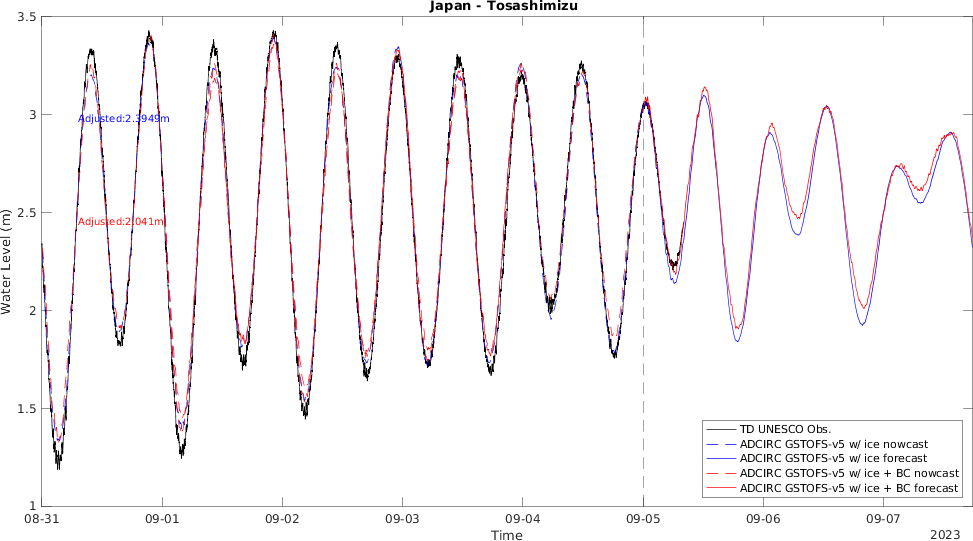 Japan - Tosashimizu
3.5
3
2.5
2
1.5
1
Water Level (m)
Adjusted:2.3949m
Adjusted:2.041m
TD UNESCO Obs.
ADCIRC GSTOFS-v5 w/ ice nowcast
ADCIRC GSTOFS-v5 w/ ice forecast
ADCIRC GSTOFS-v5 w/ ice + BC nowcast
ADCIRC GSTOFS-v5 w/ ice + BC forecast
08-31
09-01
09-02
09-03
09-04
09-05
09-06
09-07
Time
2023